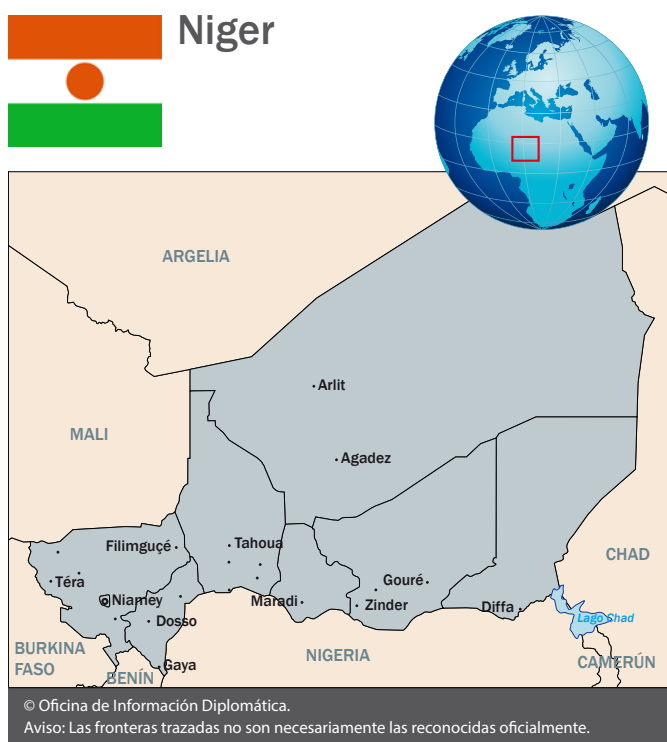 Niger
ARGELIA
Arlit
MALI
Agadez
Filimguçé
Tahoua
CHAD
Téra
Gouré
Niamey
Maradi
Zinder
Diffa
Dosso
Lago Chad
BURKINA
FASO
NIGERIA
Gaya
CAMERÚN
BENÍN
© Oficina de Información Diplomática.
Aviso: Las fronteras trazadas no son necesariamente las reconocidas oficialmente.